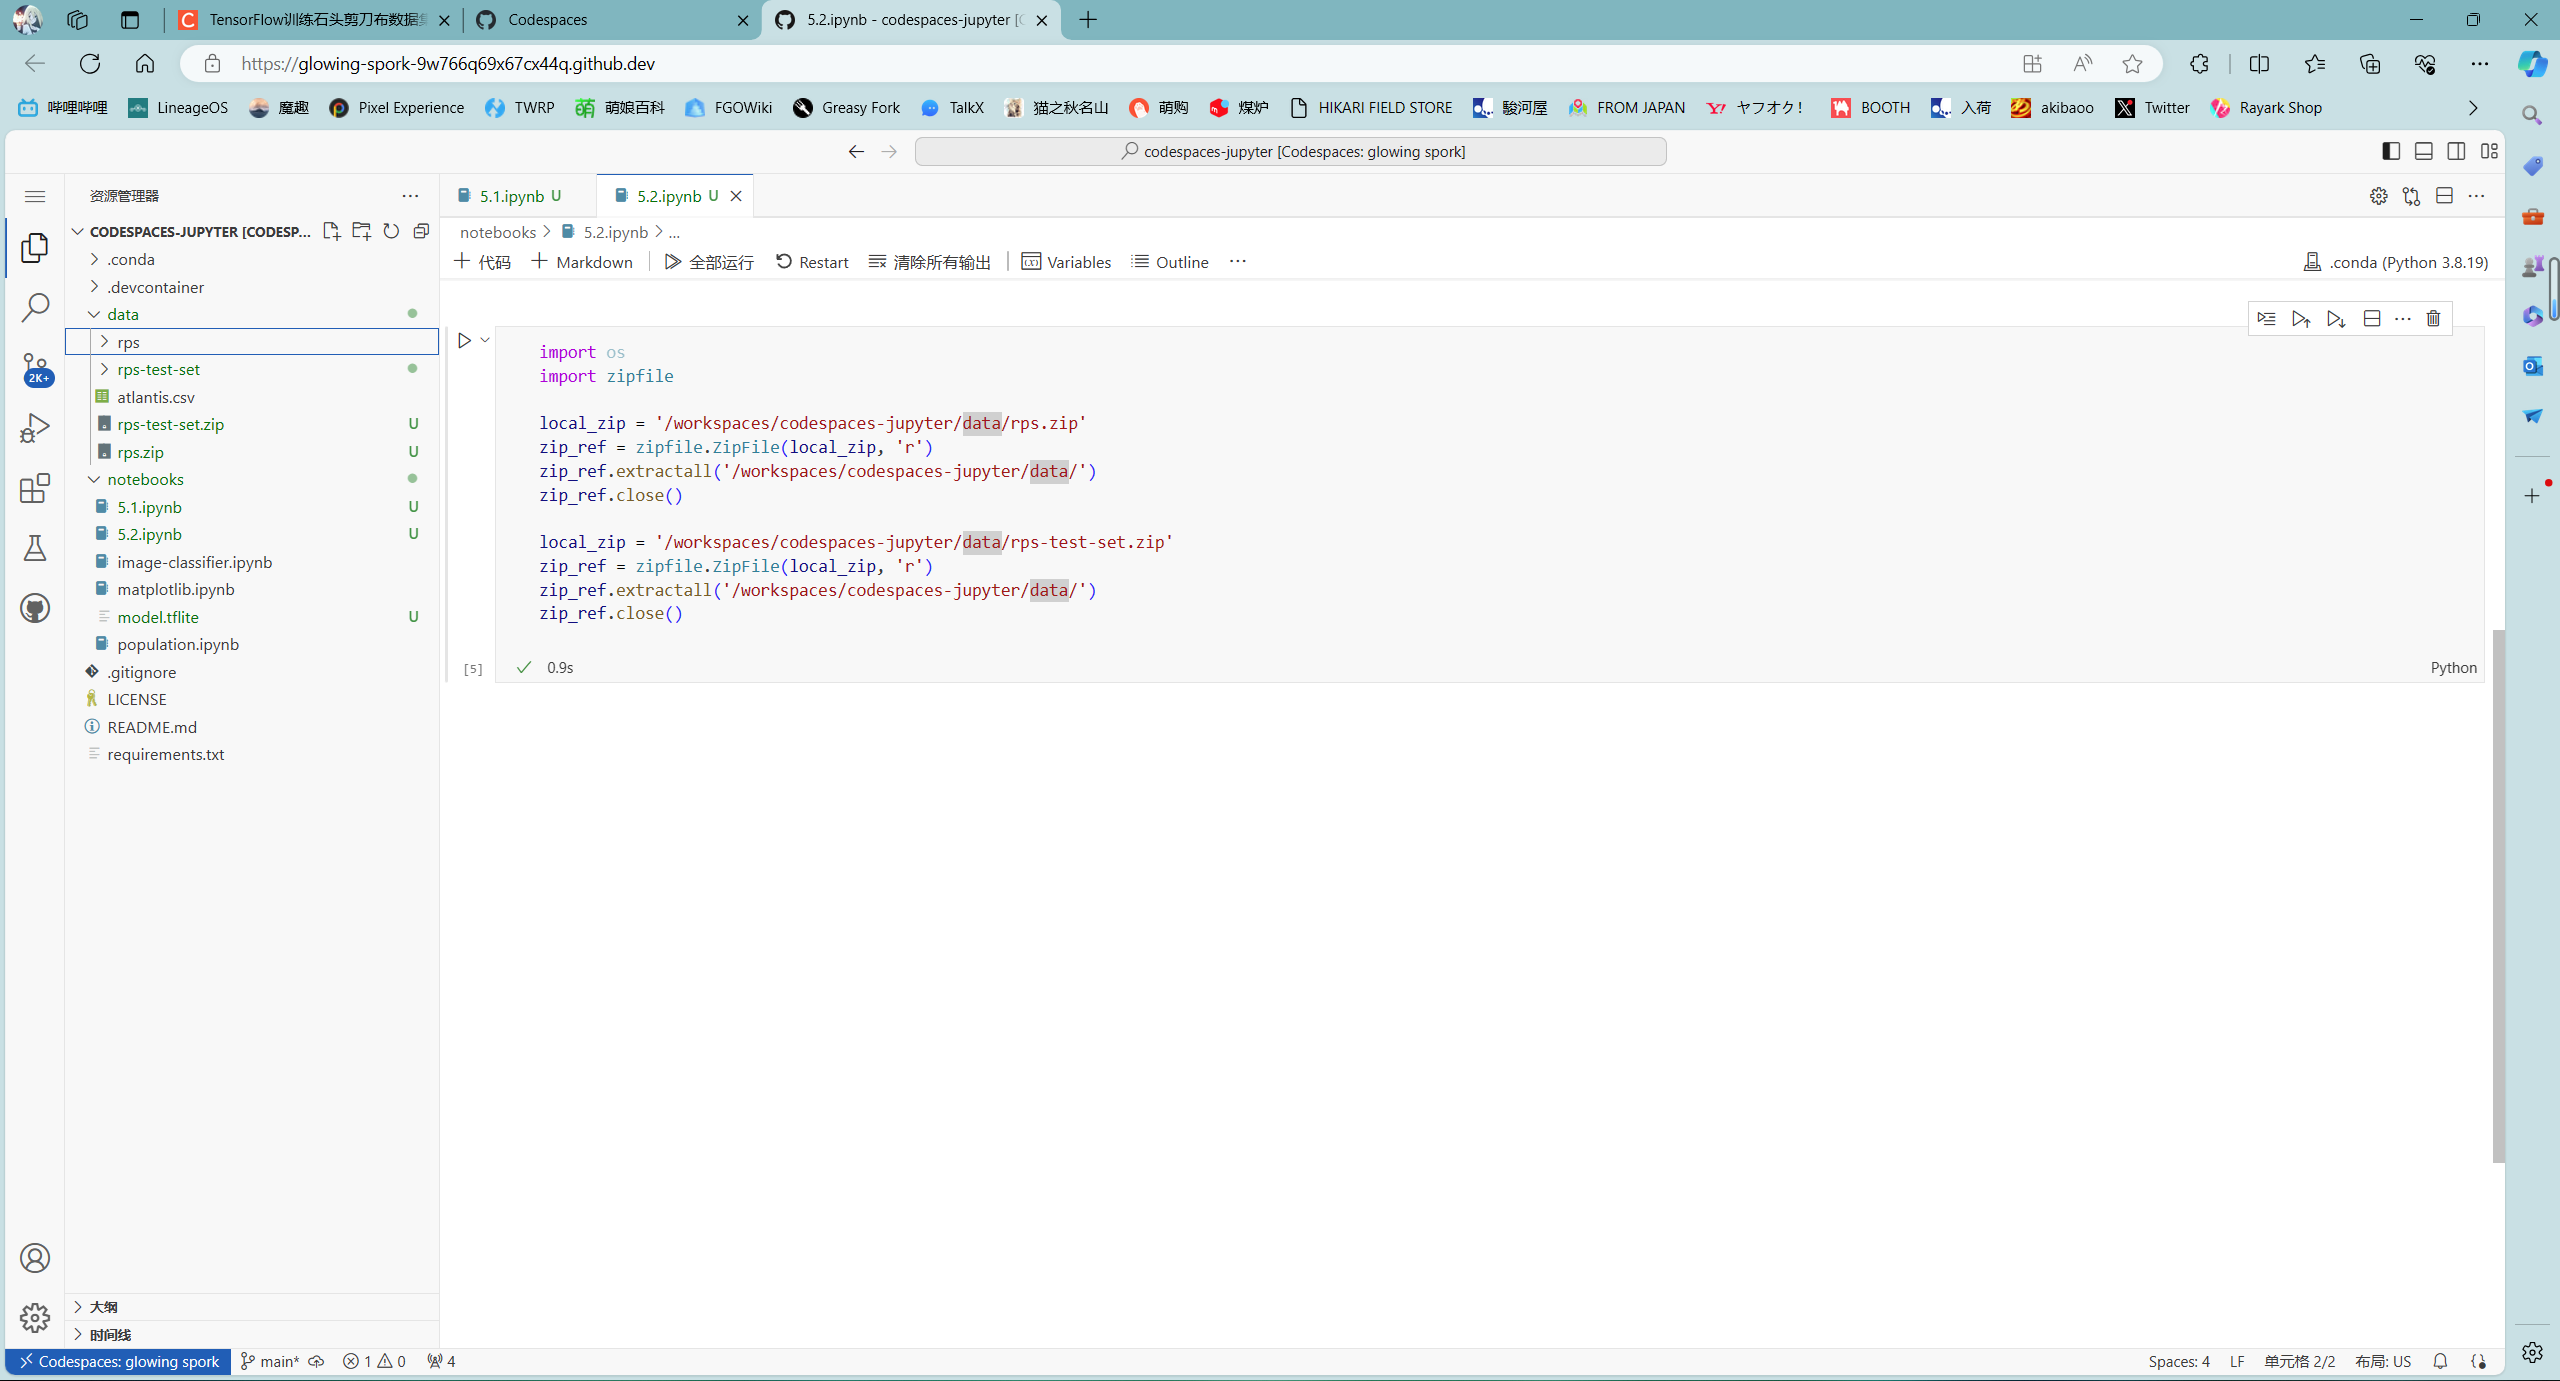 TensorFlow训练石头剪刀布数据集
Codespaces
5.2.ipynb - codespaces-jupyter [C
https://glowing-spork-9w766q69x67cx44q.github.dev
哔哩哔哩 LineageOS 魔趣 Pixel Experience TWRP 萌娘百科 FGOWiki Greasy Fork TalkX 猫之秋名山 萌购 煤炉 HIKARI FIELD STORE 駿河屋 FROM JAPAN ヤフオク! BOOTH 入荷 akibaoo Twitter Rayark Shop
codespaces-jupyter [Codespaces: glowing spork]
资源管理器
CODESPACES-JUPYTER [CODESP...
.conda
.devcontainer
data
rps
rps-test-set
atlantis.csv
rps-test-set.zip U
rps.zip U
notebooks
5.1.ipynb U
5.2.ipynb U
image-classifier.ipynb
matplotlib.ipynb
model.tflite U
population.ipynb
.gitignore
LICENSE
README.md
requirements.txt
2K+
大纲
时间线
5.1.ipynb U
5.2.ipynb U
notebooks > 5.2.ipynb > ...
代码 Markdown 全部运行 Restart 清除所有输出 Variables Outline ...
.conda (Python 3.8.19)
import os
import zipfile
local_zip = '/workspaces/codespaces-jupyter/data/rps.zip'
zip_ref = zipfile.ZipFile(local_zip, 'r')
zip_ref.extractall('/workspaces/codespaces-jupyter/data/')
zip_ref.close()
local_zip = '/workspaces/codespaces-jupyter/data/rps-test-set.zip'
zip_ref = zipfile.ZipFile(local_zip, 'r')
zip_ref.extractall('/workspaces/codespaces-jupyter/data/')
zip_ref.close()
[5] 0.9s
Python
Codespaces: glowing spork main* 1 0 4
Spaces: 4 LF 单元格 2/2 布局: US